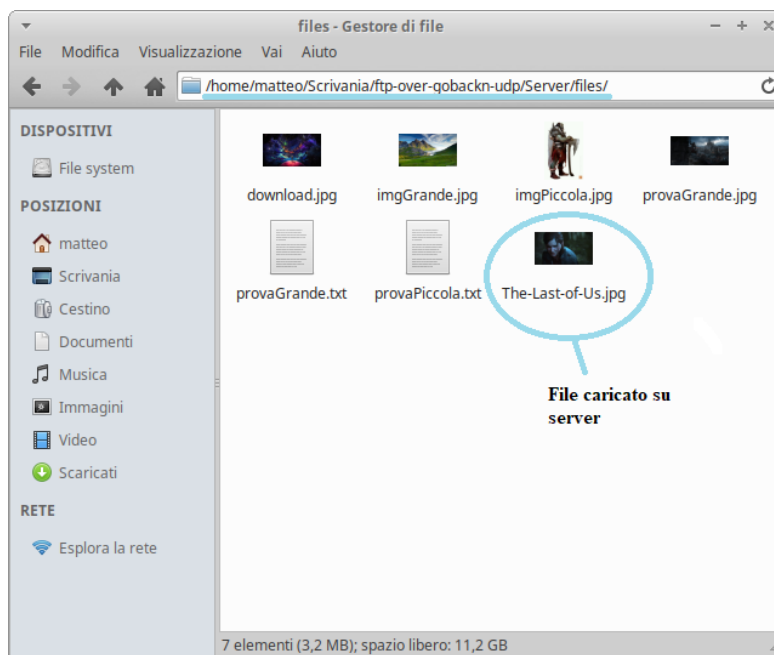 files - Gestore di file
File Modifica Visualizzazione Vai Aiuto
/home/matteo/Scrivania/ftp-over-gobackn-udp/Server/files/
DISPOSITIVI
File system
POSIZIONI
matteo
Scrivania
Cestino
Documenti
Musica
Immagini
Video
Scaricati
RETE
Esplora la rete
download.jpg imgGrande.jpg imgPiccola.jpg provaGrande.jpg
provaGrande.txt provaPiccola.txt The-Last-of-Us.jpg
File caricato su
server
7 elementi (3,2 MB); spazio libero: 11,2 GB